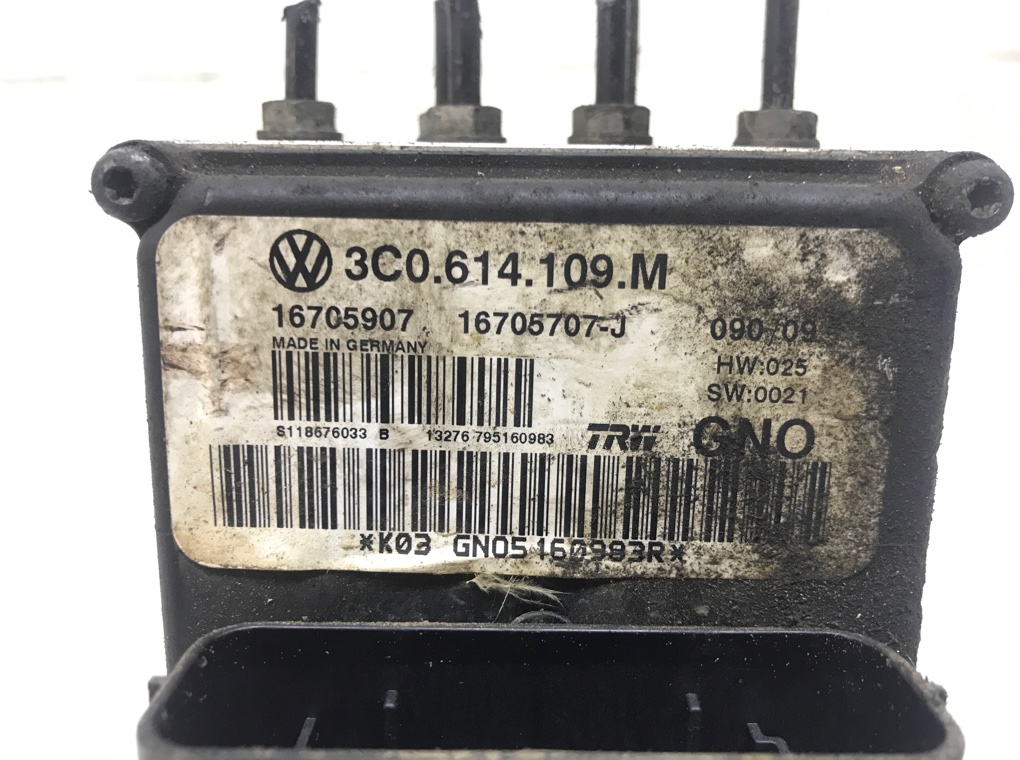 3C0.614.109.M
16705907 16705707-J 090/09
MADE IN GERMANY HW:025
SW:0021
S118676033 B 13276 795160983 TRW GNO
*K03 GNO5160983R*